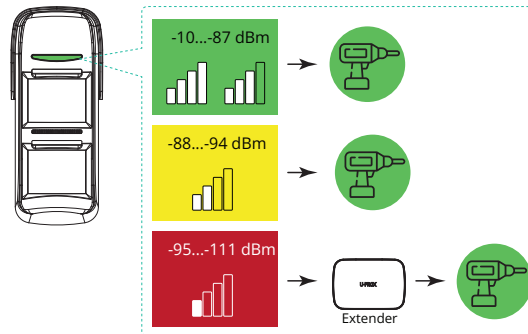 -10...-87 dBm
-88...-94 dBm
-95...-111 dBm
U-PROX
Extender